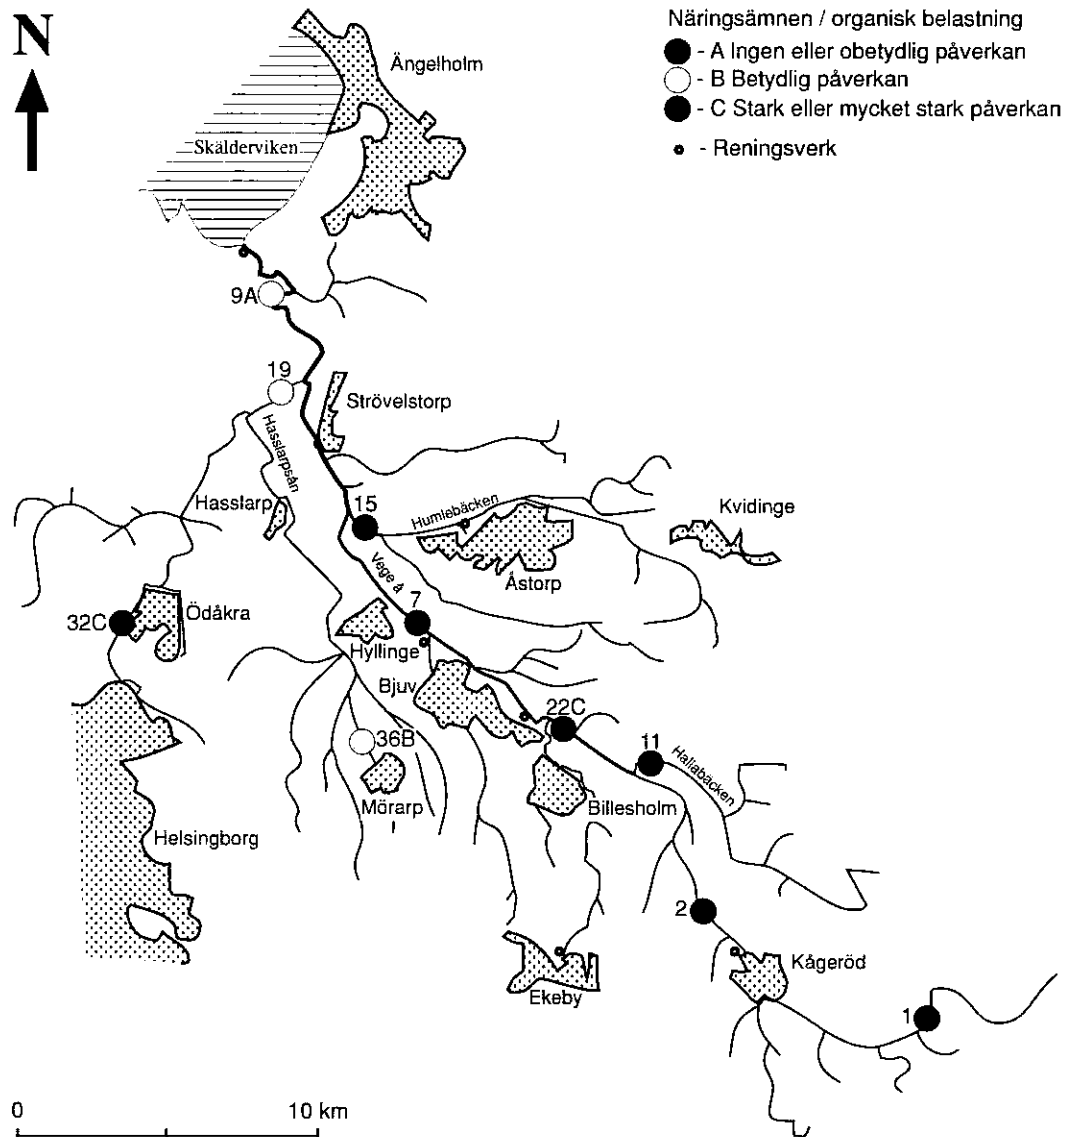 N
Näringsämnen / organisk belastning
- A Ingen eller obetydlig påverkan
- B Betydlig påverkan
- C Stark eller mycket stark påverkan
- Reningsverk
Ängelholm
Skälderviken
9A
19
Strövelstorp
Hasslarpsån
Hasslarp
15
Humlebäcken
Kvidinge
Åstorp
Vege å
7
32C
Ödåkra
Hyllinge
Bjuv
22C
36B
11
Hallabäcken
Mörarp
Billesholm
Helsingborg
2
Kågeröd
Ekeby
1
0
10 km